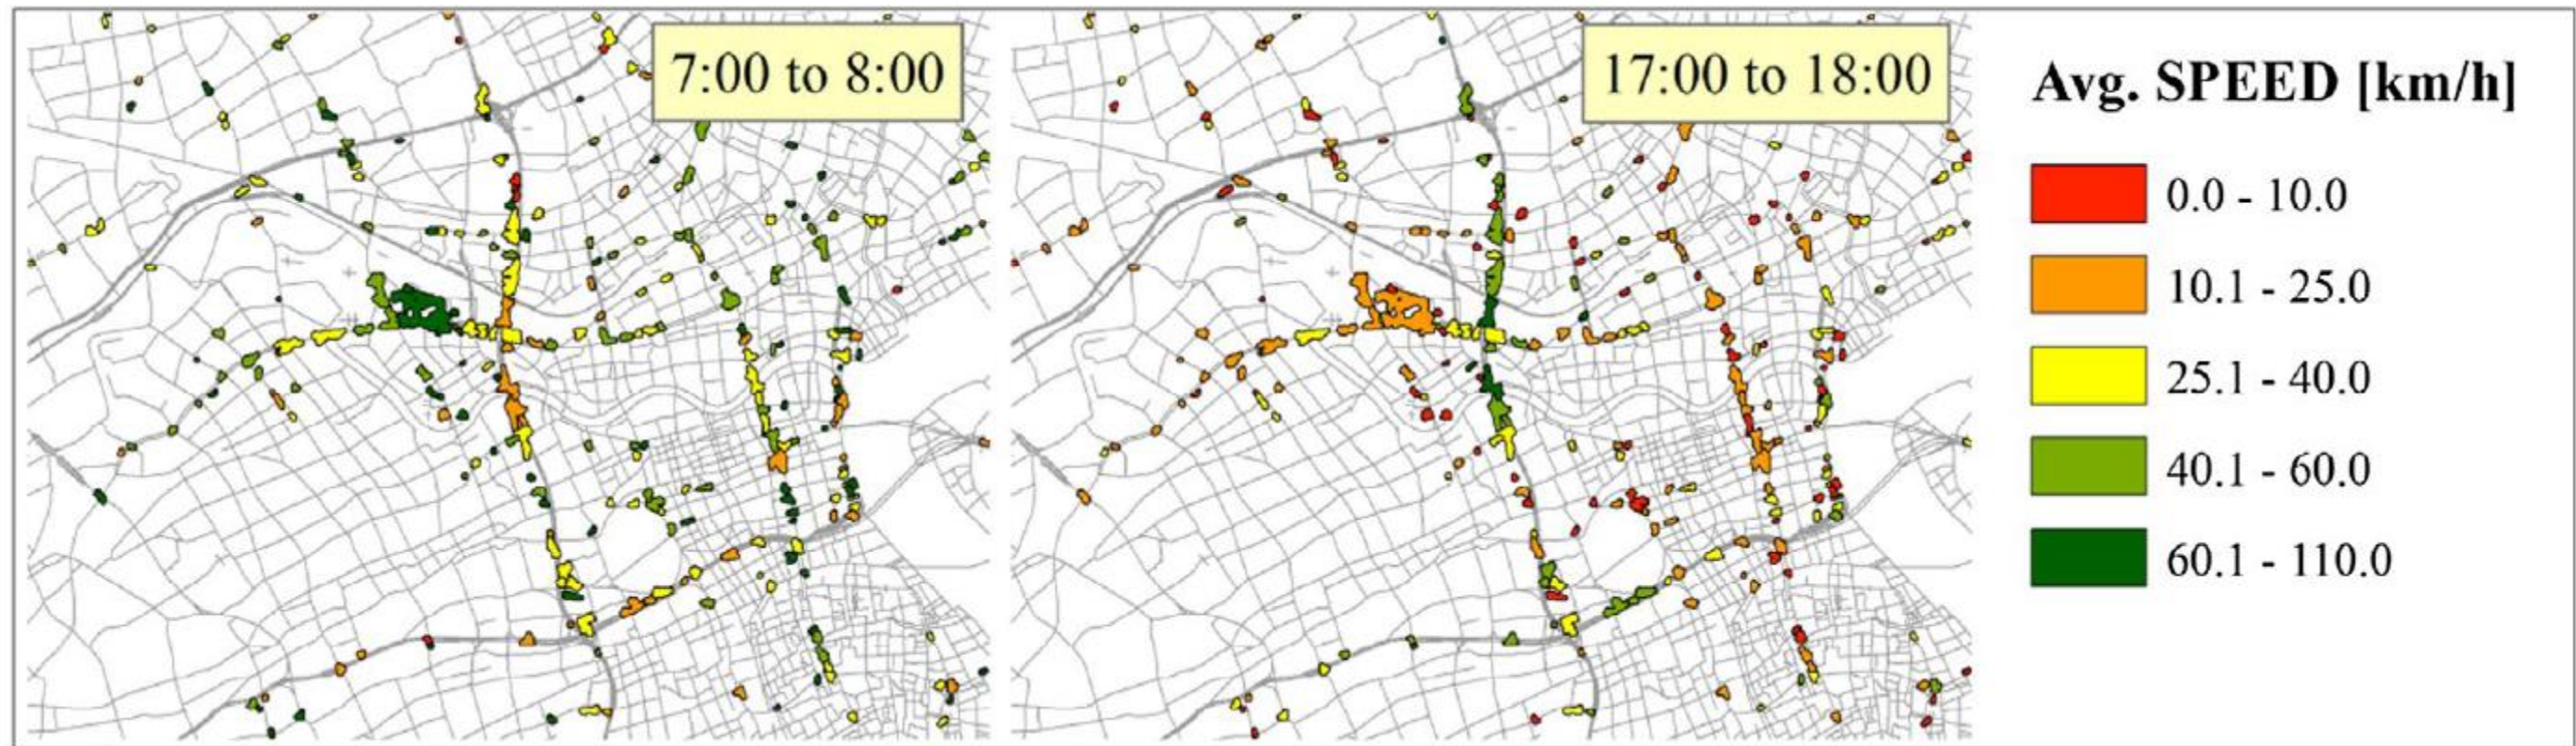 7:00 to 8:00
17:00 to 18:00
Avg. SPEED [km/h]
0.0 - 10.0
10.1 - 25.0
25.1 - 40.0
40.1 - 60.0
60.1 - 110.0